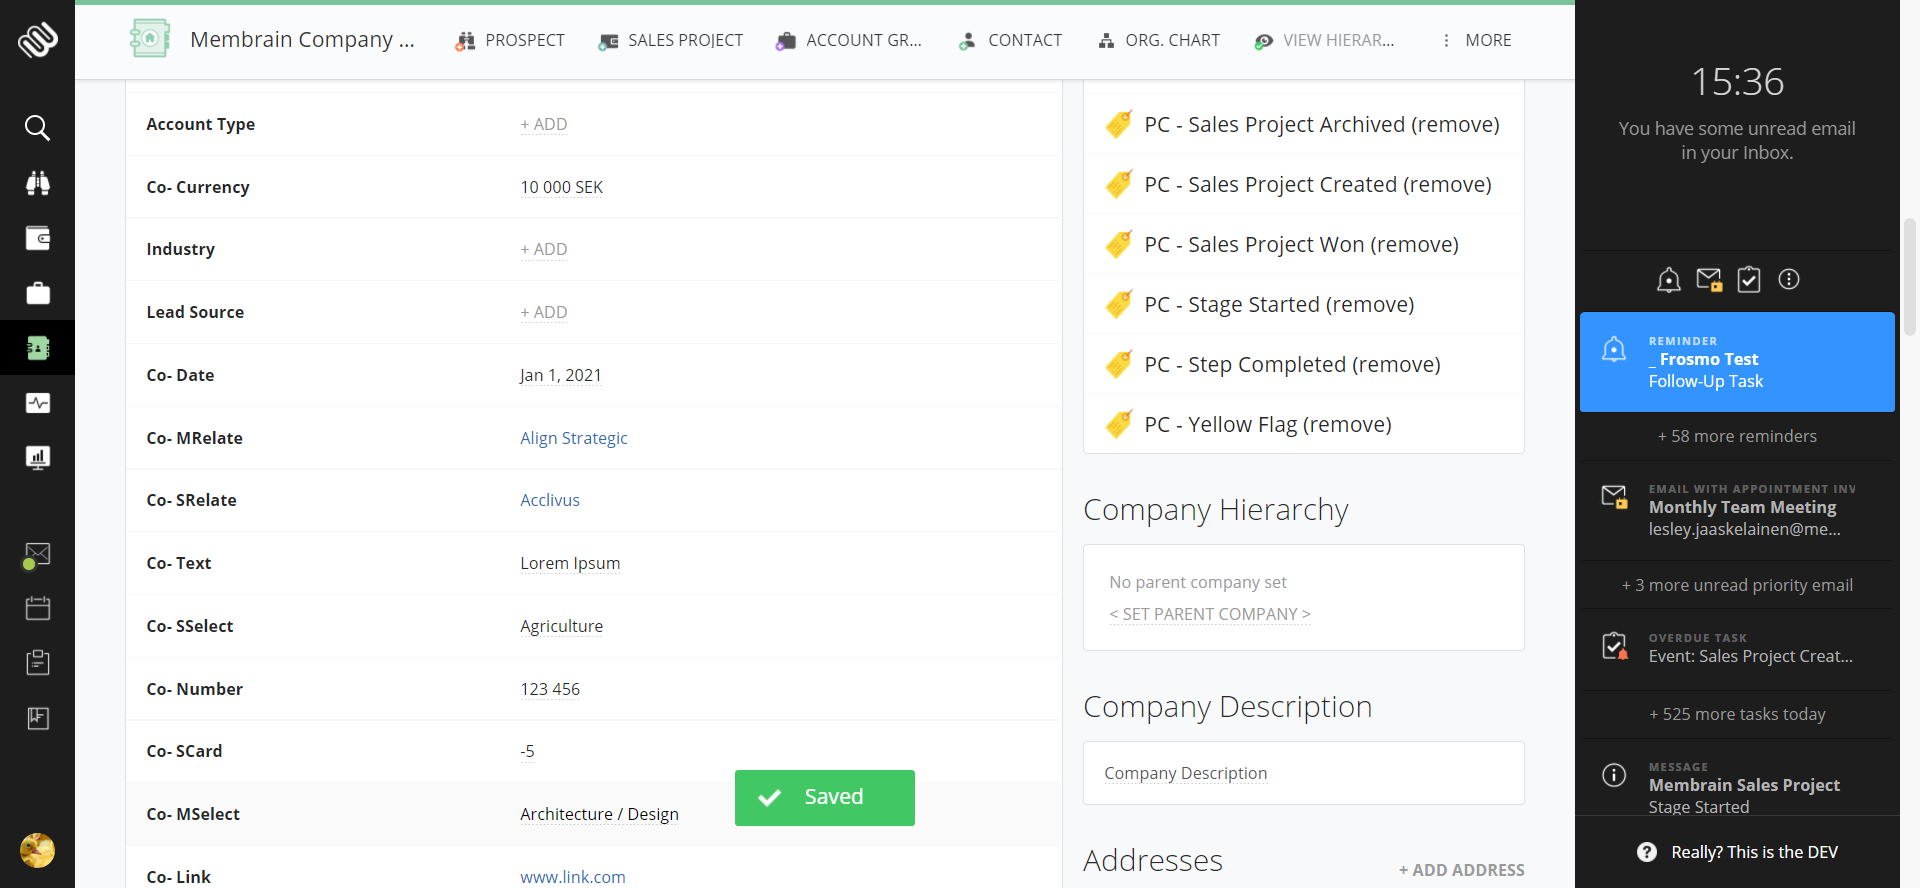 Membrain Company ...
PROSPECT
SALES PROJECT
ACCOUNT GR...
CONTACT
ORG. CHART
VIEW HIERAR...
MORE
Account Type
+ ADD
Co- Currency
10 000 SEK
Industry
+ ADD
Lead Source
+ ADD
Co- Date
Jan 1, 2021
Co- MRelate
Align Strategic
Co- SRelate
Acclivus
Co- Text
Lorem Ipsum
Co- SSelect
Agriculture
Co- Number
123 456
Co- SCard
-5
Co- MSelect
Architecture / Design
Co- Link
www.link.com
Saved
PC - Sales Project Archived (remove)
PC - Sales Project Created (remove)
PC - Sales Project Won (remove)
PC - Stage Started (remove)
PC - Step Completed (remove)
PC - Yellow Flag (remove)
Company Hierarchy
No parent company set
< SET PARENT COMPANY >
Company Description
Company Description
Addresses
+ ADD ADDRESS
15:36
You have some unread email
in your Inbox.
REMINDER
_ Frosmo Test
Follow-Up Task
+ 58 more reminders
EMAIL WITH APPOINTMENT INV
Monthly Team Meeting
lesley.jaaskelainen@me...
+ 3 more unread priority email
OVERDUE TASK
Event: Sales Project Creat...
+ 525 more tasks today
MESSAGE
Membrain Sales Project
Stage Started
Really? This is the DEV